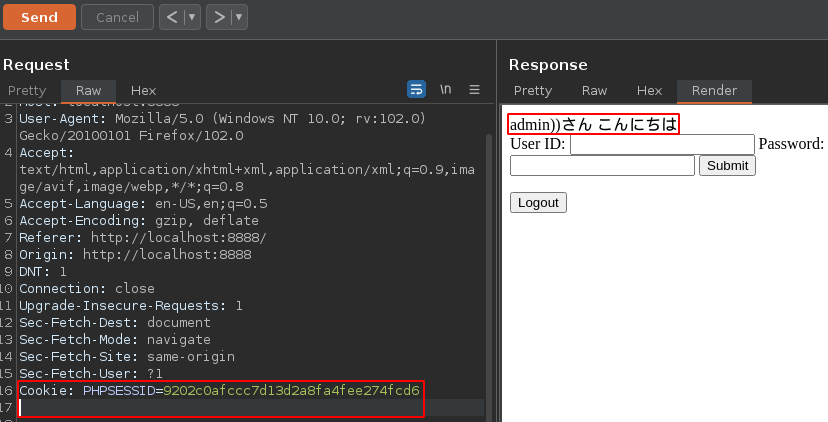 Send Cancel < | ▼ > | ▼
Request
Pretty Raw Hex \n
3 User-Agent: Mozilla/5.0 (Windows NT 10.0; rv:102.0)
Gecko/20100101 Firefox/102.0
4 Accept:
text/html,application/xhtml+xml,application/xml;q=0.9,ima
ge/avif,image/webp,*/*;q=0.8
5 Accept-Language: en-US,en;q=0.5
6 Accept-Encoding: gzip, deflate
7 Referer: http://localhost:8888/
8 Origin: http://localhost:8888
9 DNT: 1
10 Connection: close
11 Upgrade-Insecure-Requests: 1
12 Sec-Fetch-Dest: document
13 Sec-Fetch-Mode: navigate
14 Sec-Fetch-Site: same-origin
15 Sec-Fetch-User: ?1
16 Cookie: PHPSESSID=9202c0afccc7d13d2a8fa4fee274fcd6
17
Response
Pretty Raw Hex Render
admin))さん こんにちは
User ID: Password:
Submit
Logout